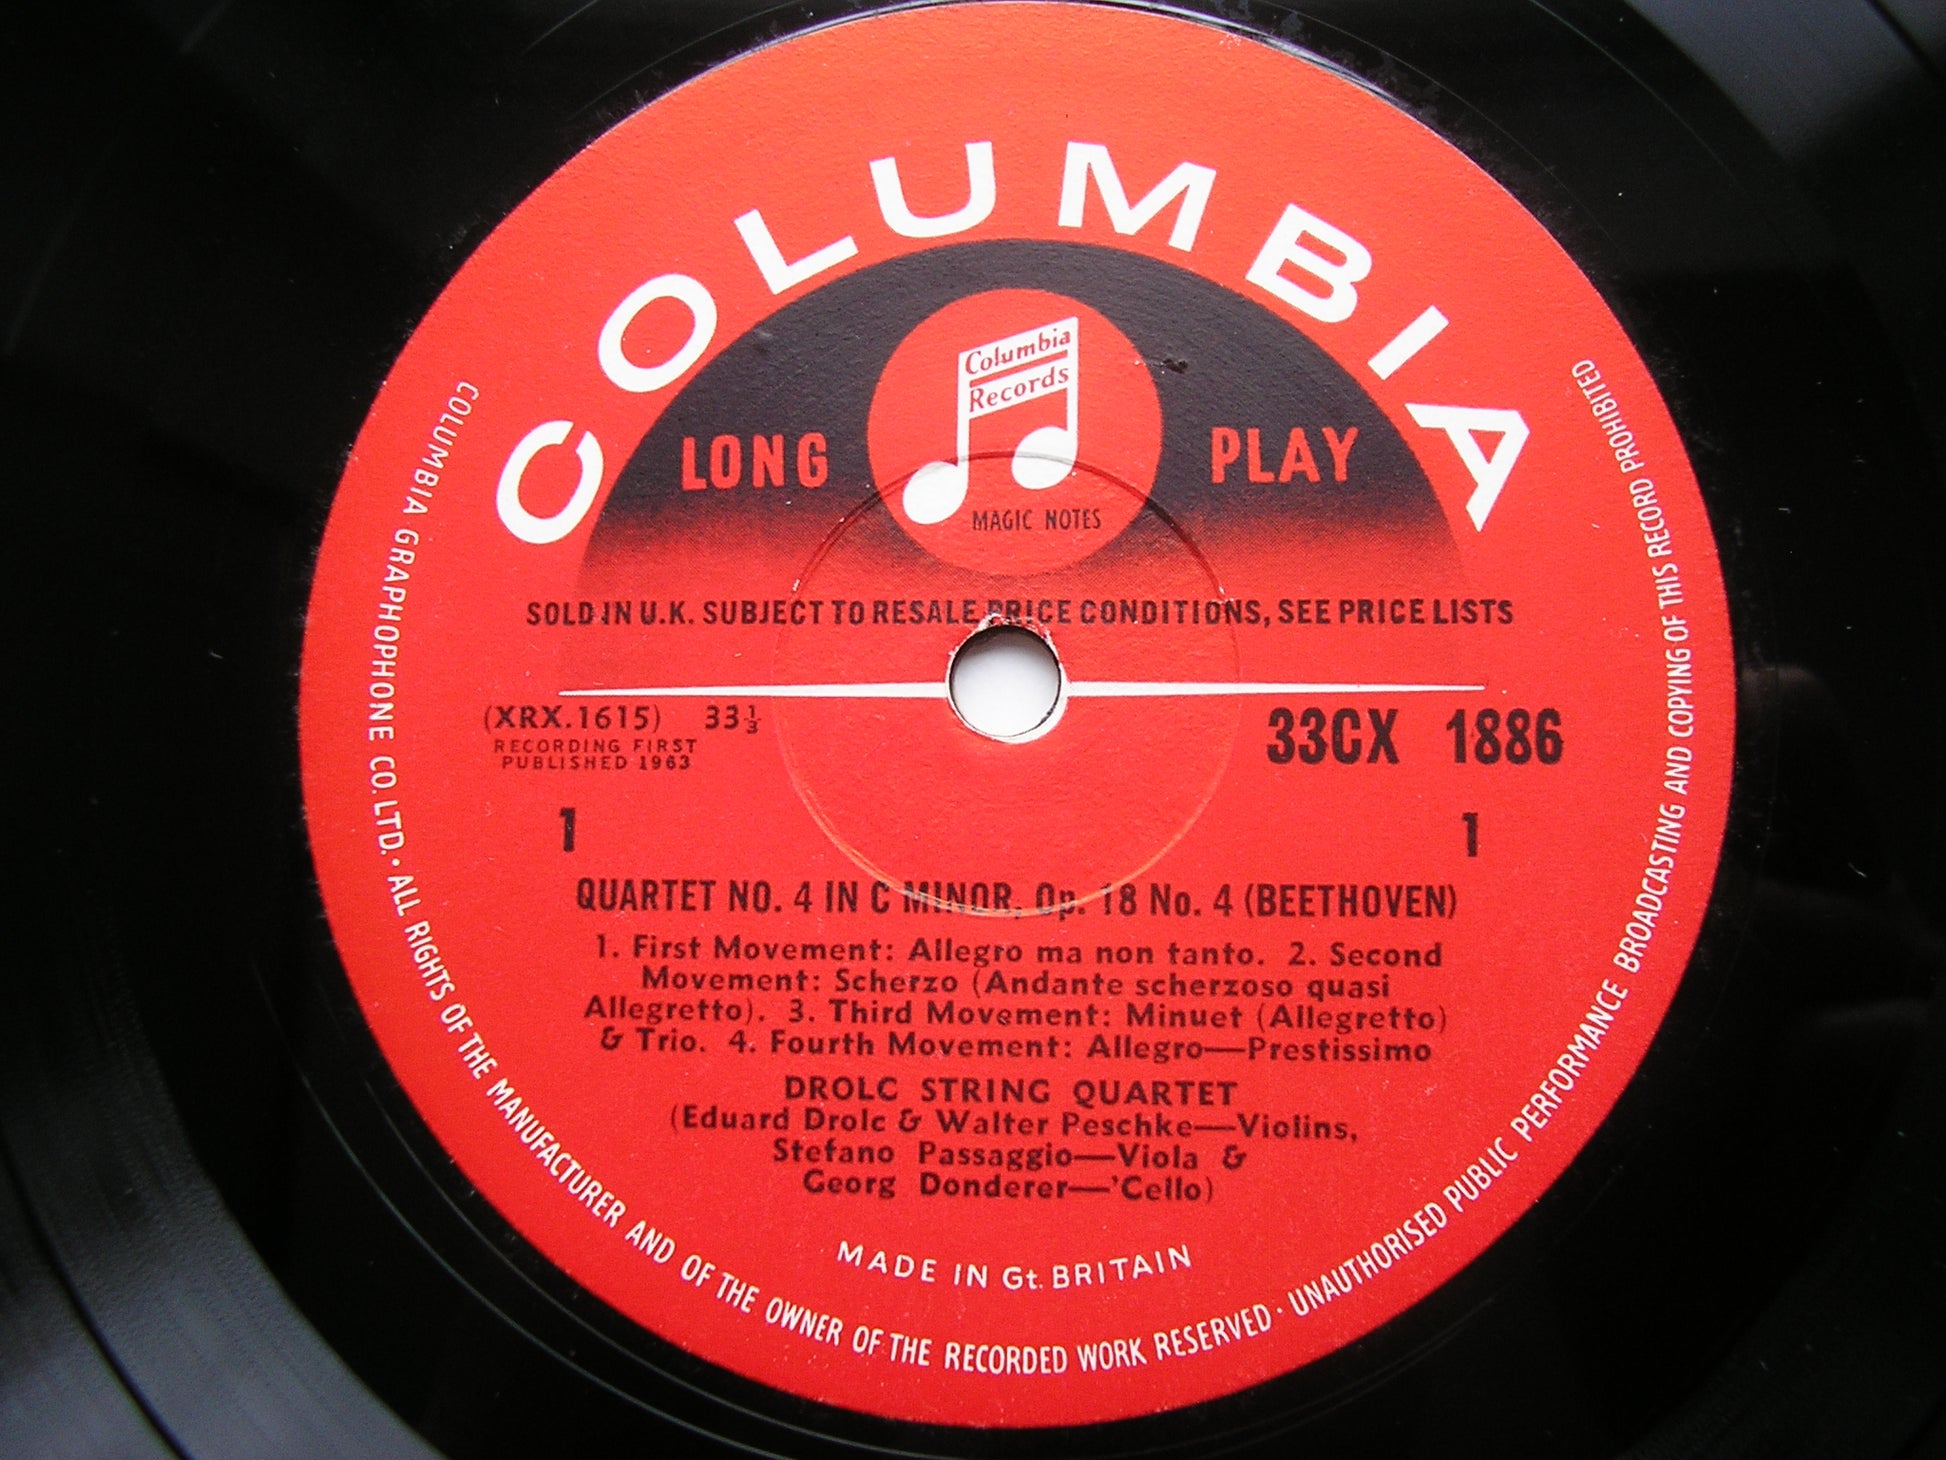 COLUMBIA
Columbia
Records
LONG PLAY
MAGIC NOTES
SOLD IN U.K. SUBJECT TO RESALE PRICE CONDITIONS, SEE PRICE LISTS
(XRX.1615) 33⅓
RECORDING FIRST
PUBLISHED 1963
33CX 1886
1 1
QUARTET NO. 4 IN C MINOR, Op. 18 No. 4 (BEETHOVEN)
1. First Movement: Allegro ma non tanto. 2. Second
Movement: Scherzo (Andante scherzoso quasi
Allegretto). 3. Third Movement: Minuet (Allegretto)
& Trio. 4. Fourth Movement: Allegro—Prestissimo
DROLC STRING QUARTET
(Eduard Drolc & Walter Peschke—Violins,
Stefano Passaggio—Viola &
Georg Donderer—'Cello)
MADE IN Gt. BRITAIN
COLUMBIA GRAPHOPHONE CO. LTD. · ALL RIGHTS OF THE MANUFACTURER AND OF THE OWNER OF THE RECORDED WORK RESERVED · UNAUTHORISED PUBLIC PERFORMANCE BROADCASTING AND COPYING OF THIS RECORD PROHIBITED